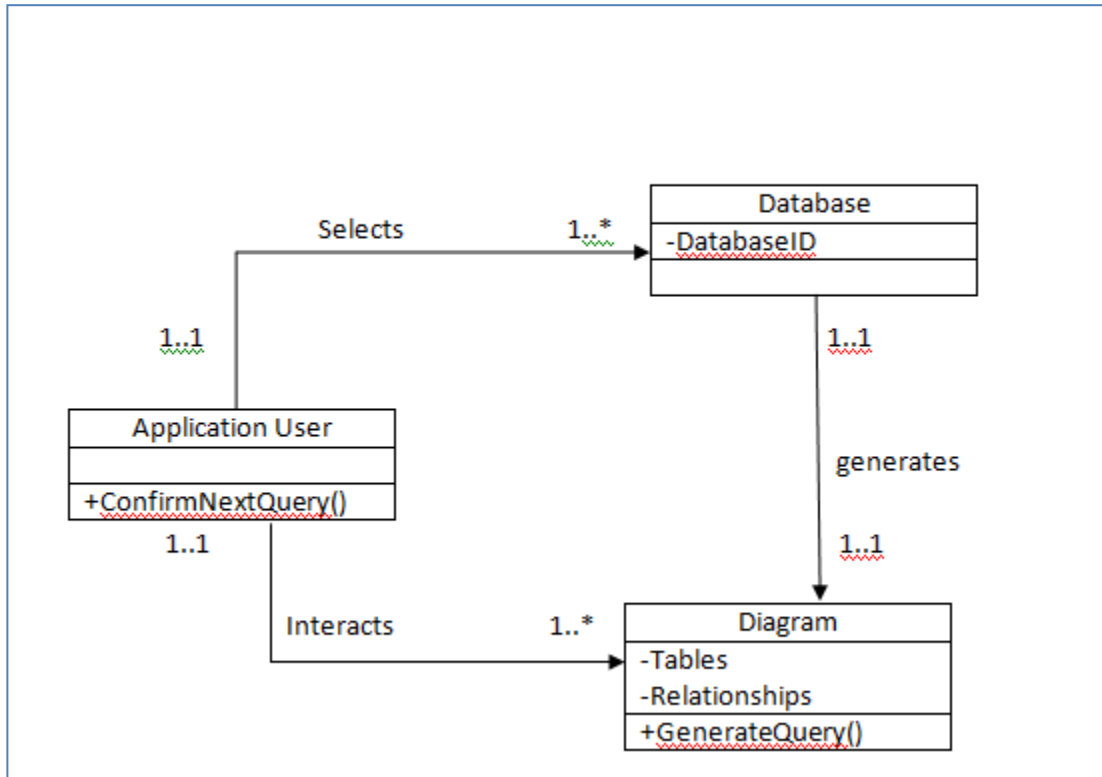 Database
Selects
1..*
-DatabaseID
1..1
1..1
Application User
generates
+ConfirmNextQuery()
1..1
1..1
Interacts
1..*
Diagram
-Tables
-Relationships
+GenerateQuery()